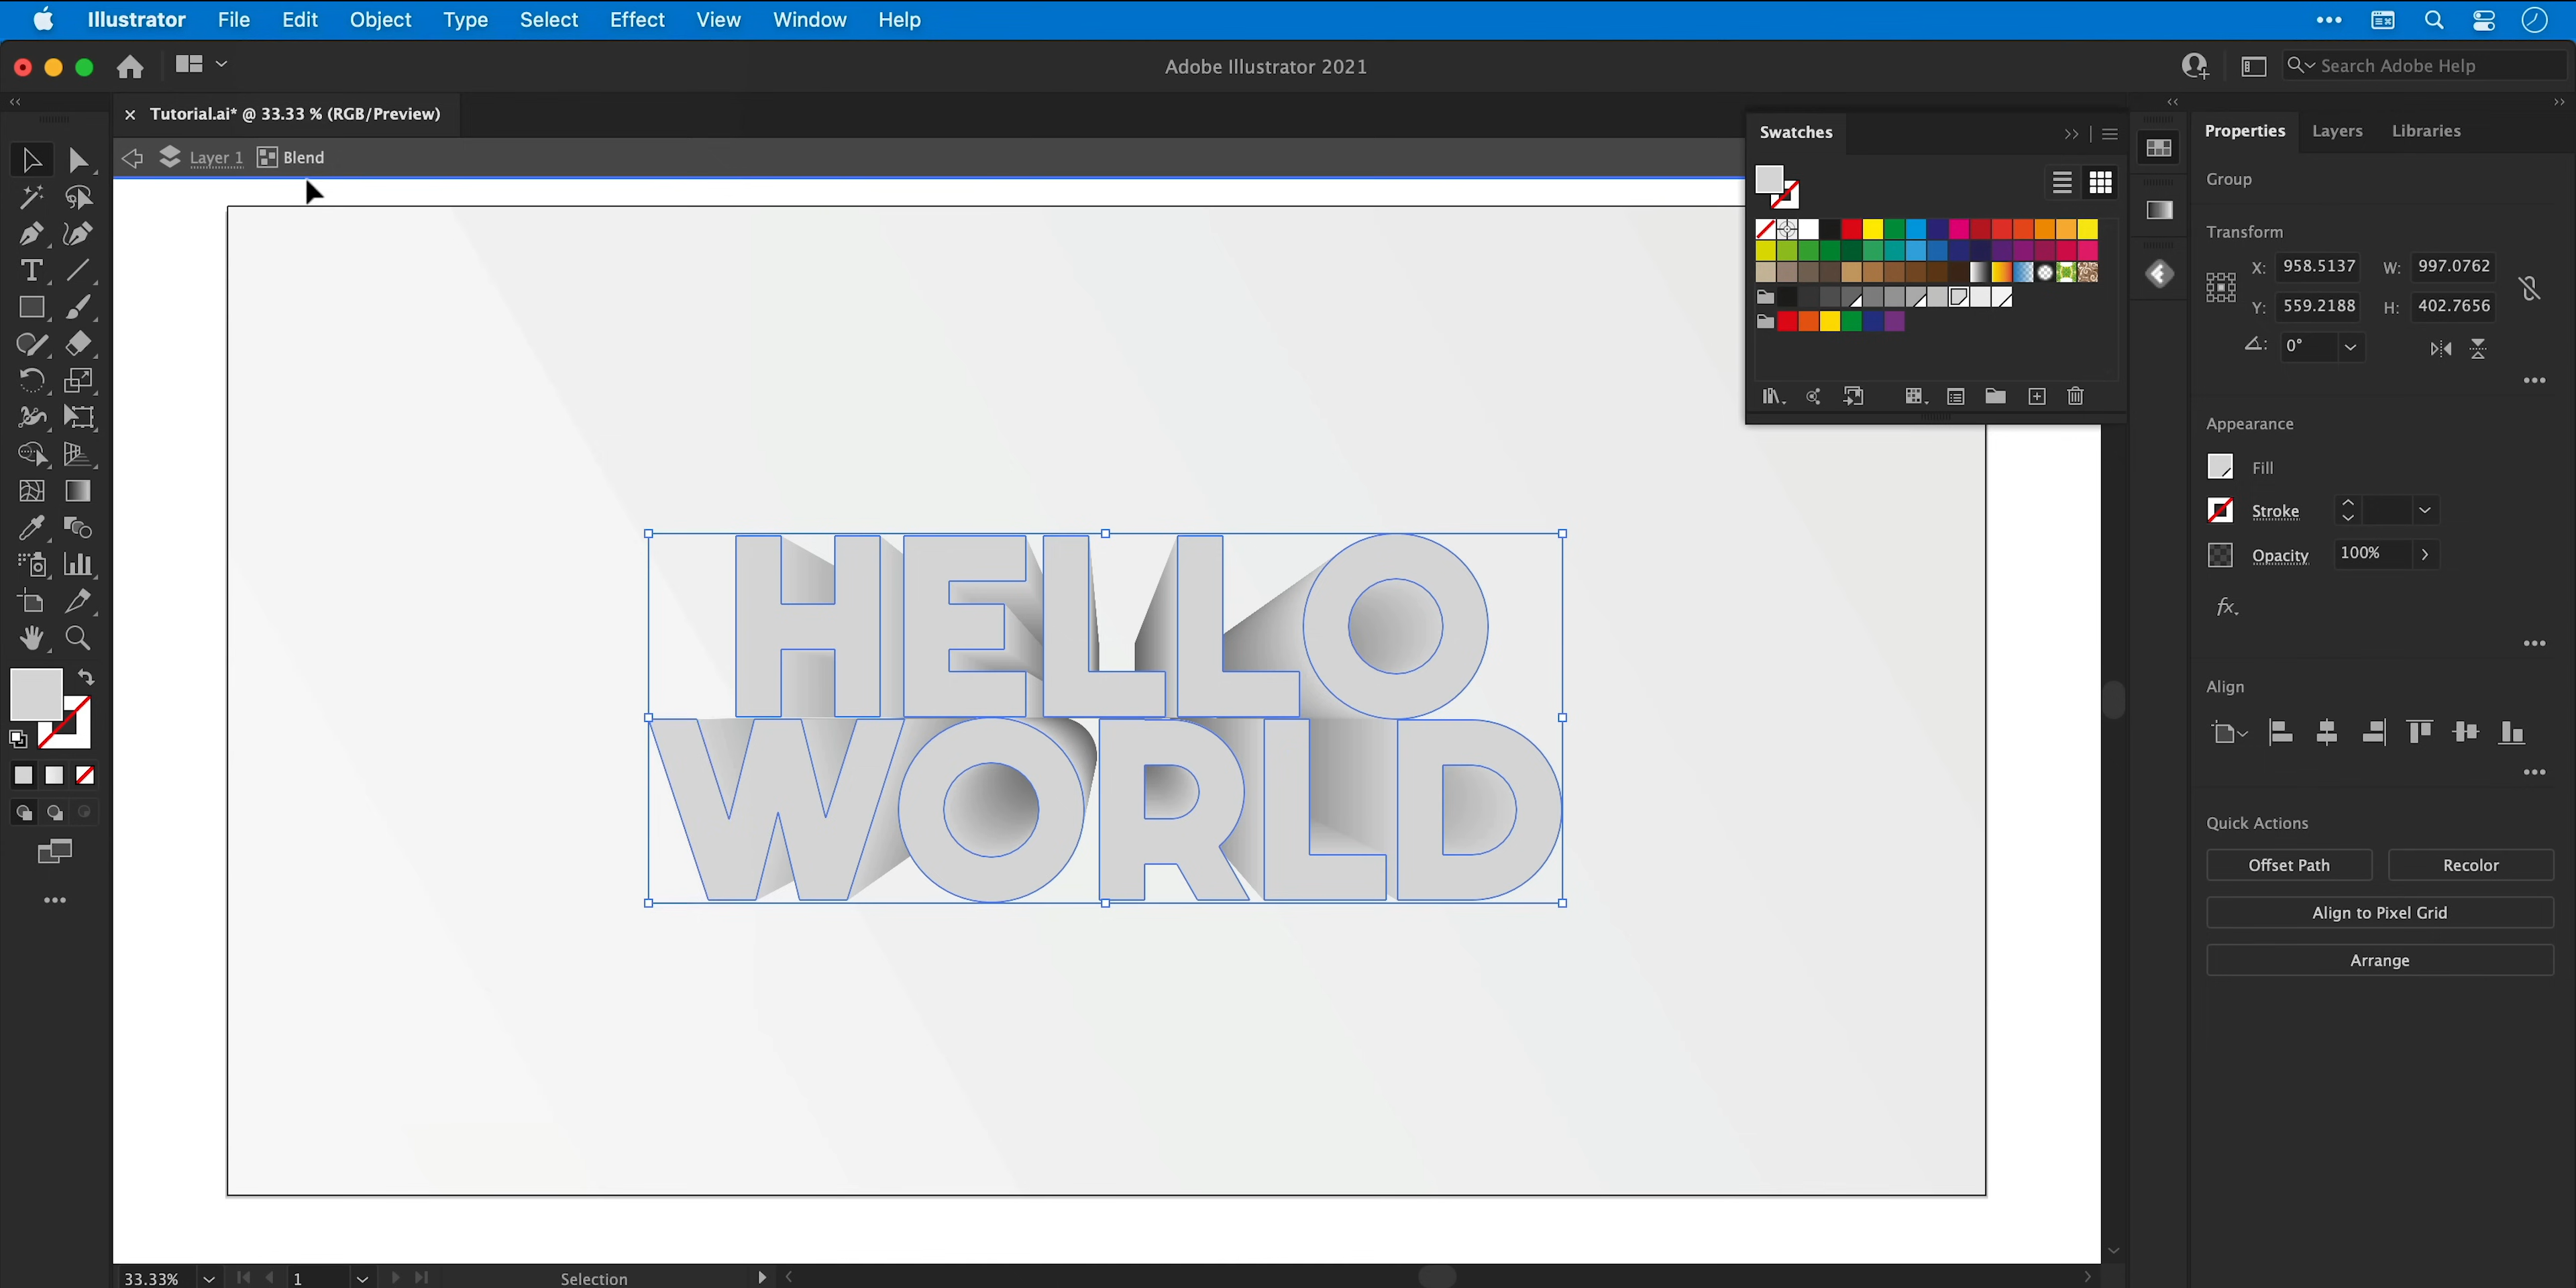 Illustrator File Edit Object Type Select Effect View Window Help
Adobe Illustrator 2021
Search Adobe Help
Tutorial.ai* @ 33.33 % (RGB/Preview)
Layer 1 Blend
Swatches
Properties Layers Libraries
Group
Transform
X: 958.5137 W: 997.0762
Y: 559.2188 H: 402.7656
0°
Appearance
Fill
Stroke
Opacity 100%
fx
Align
Quick Actions
Offset Path Recolor
Align to Pixel Grid
Arrange
HELLO
WORLD
33.33% 1 Selection